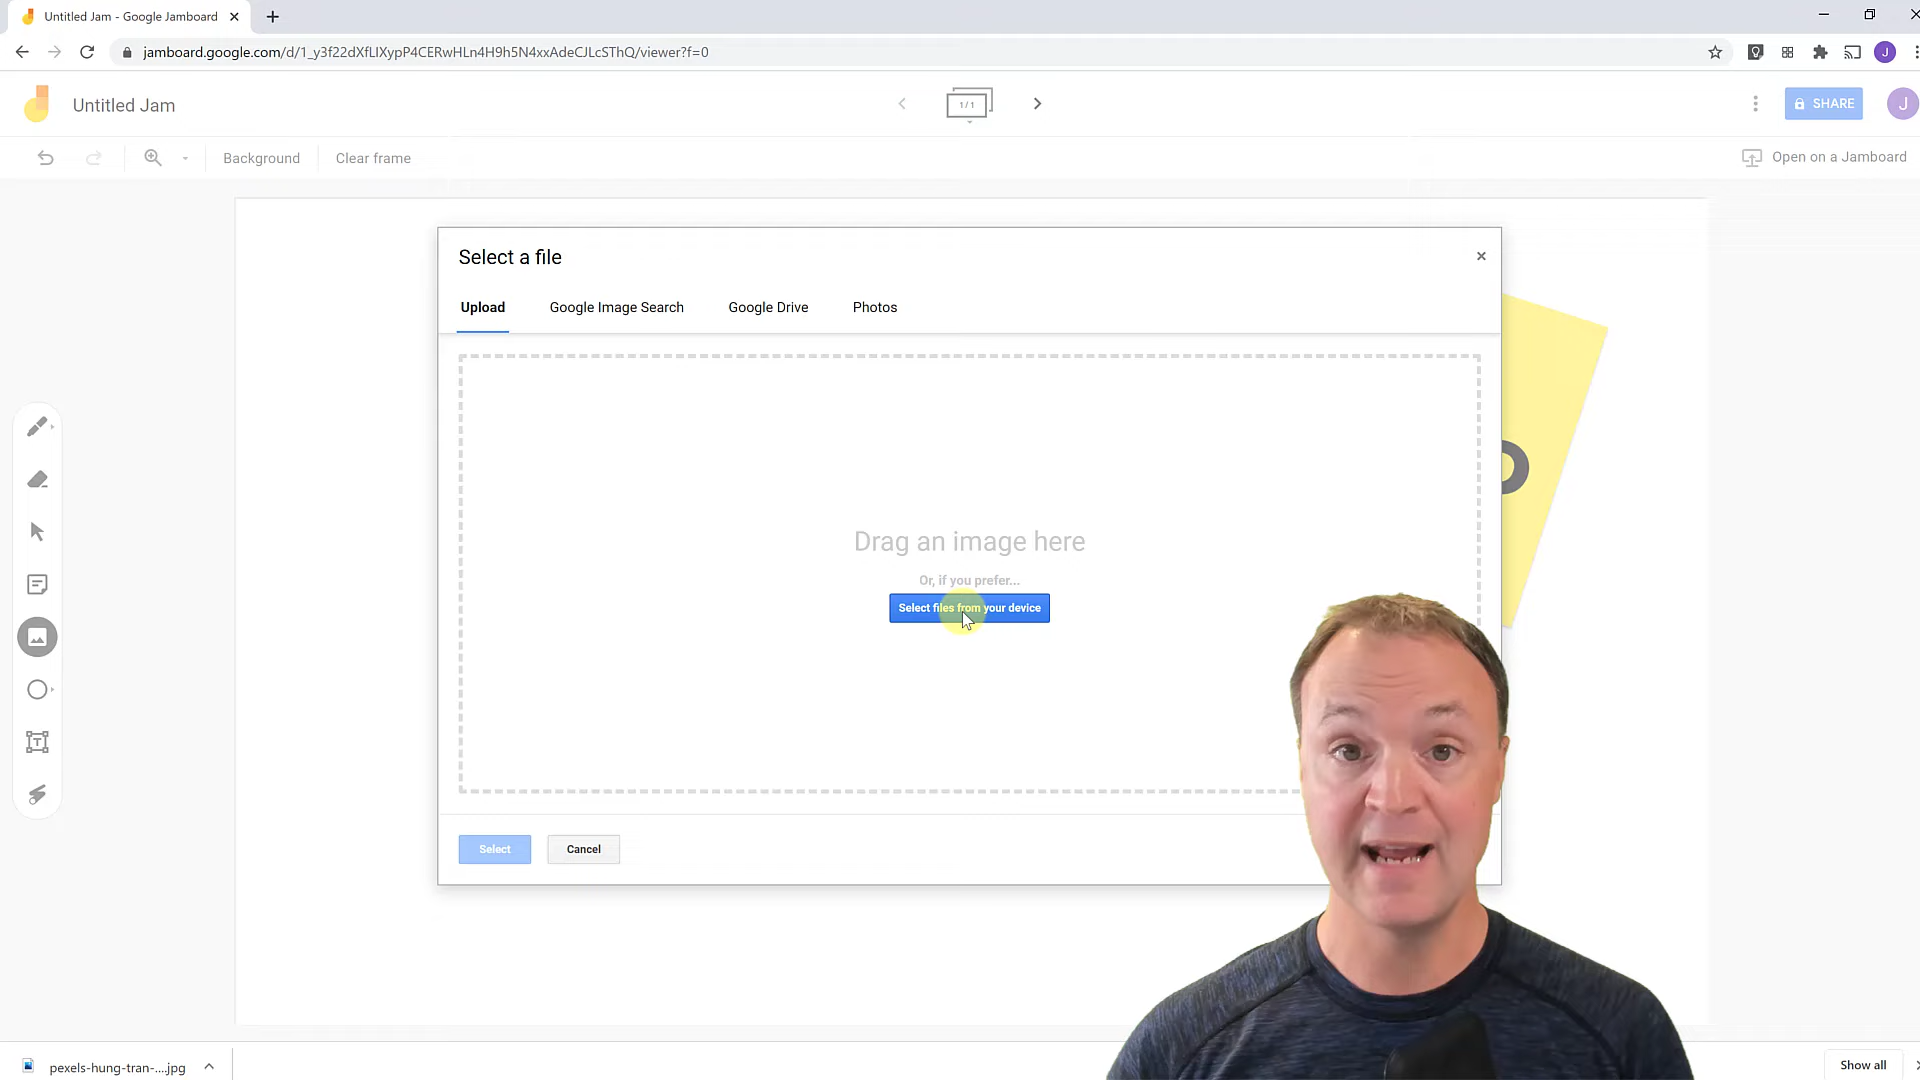 Untitled Jam - Google Jamboard
jamboard.google.com/d/1_y3f22dXfLIXypP4CERwHLn4H9h5N4xxAdeCJLcSThQ/viewer?f=0
J
Untitled Jam
1/1
SHARE
J
Background
Clear frame
Open on a Jamboard
Select a file
Upload
Google Image Search
Google Drive
Photos
Drag an image here
Or, if you prefer...
Select files from your device
Select
Cancel
pexels-hung-tran-....jpg
Show all